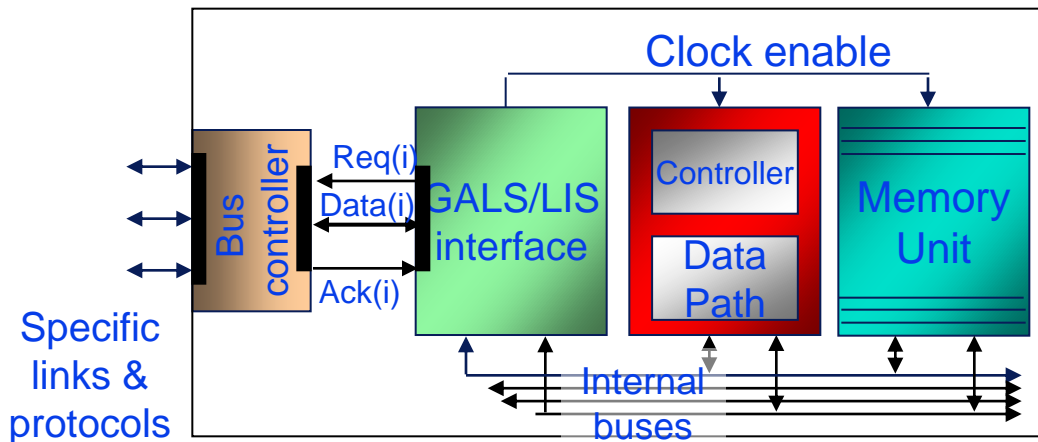 Clock enable
Bus
controller
Req(i)
Data(i)
Ack(i)
GALS/LIS
interface
Controller
Data
Path
Memory
Unit
Specific
links &
protocols
Internal
buses